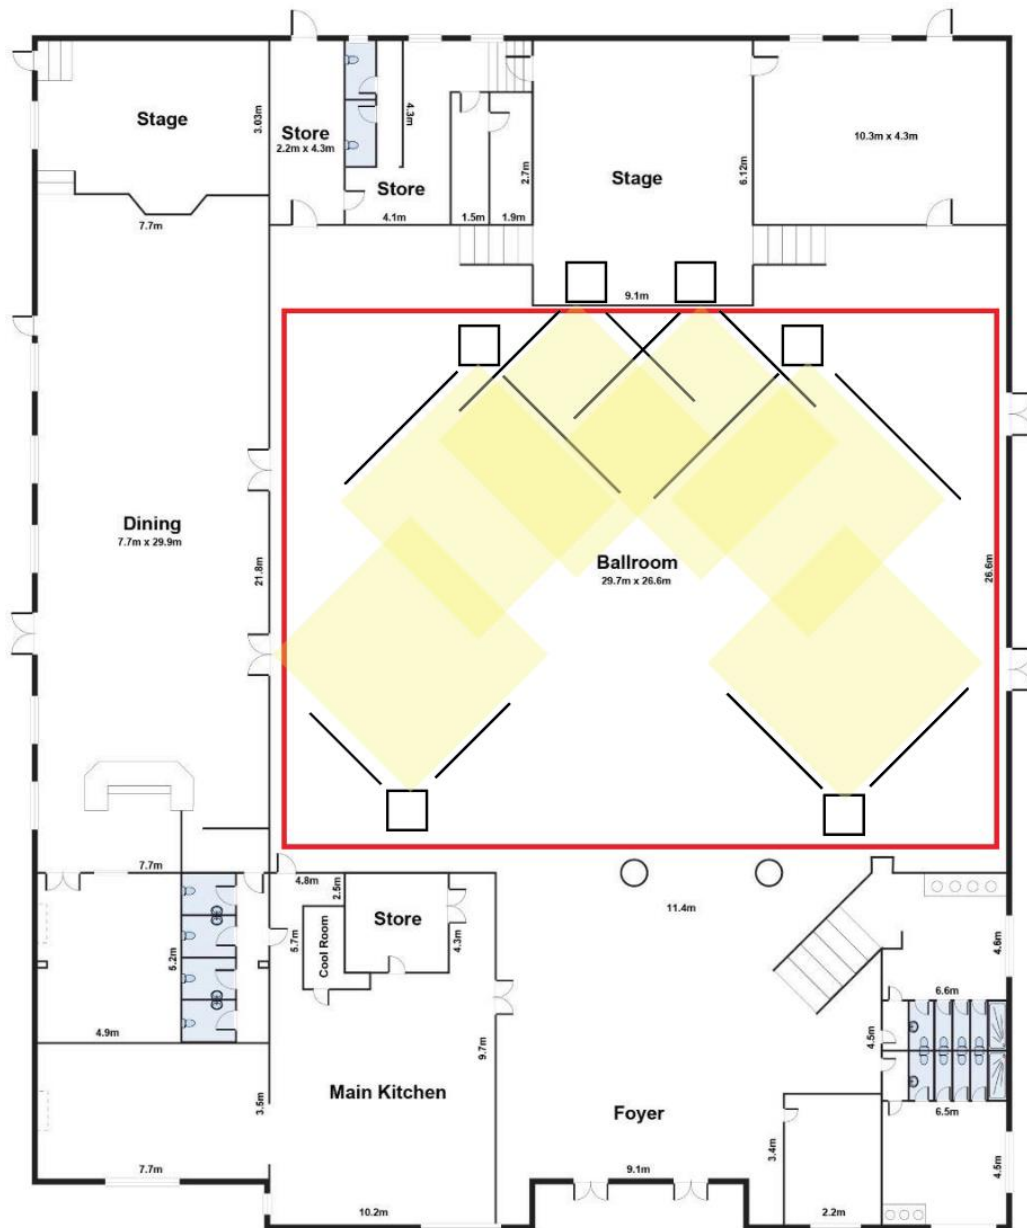 Stage
3.03m
7.7m
Store
2.2m x 4.3m
4.3m
Store
4.1m
1.5m
2.7m
1.9m
Stage
6.12m
9.1m
10.3m x 4.3m
Dining
7.7m x 29.9m
21.8m
Ballroom
29.7m x 26.6m
26.6m
7.7m
4.8m
2.5m
Store
4.3m
5.7m
Cool Room
5.2m
4.9m
11.4m
4.6m
6.6m
9.7m
4.5m
Main Kitchen
3.5m
Foyer
6.5m
3.4m
4.5m
7.7m
9.1m
10.2m
2.2m